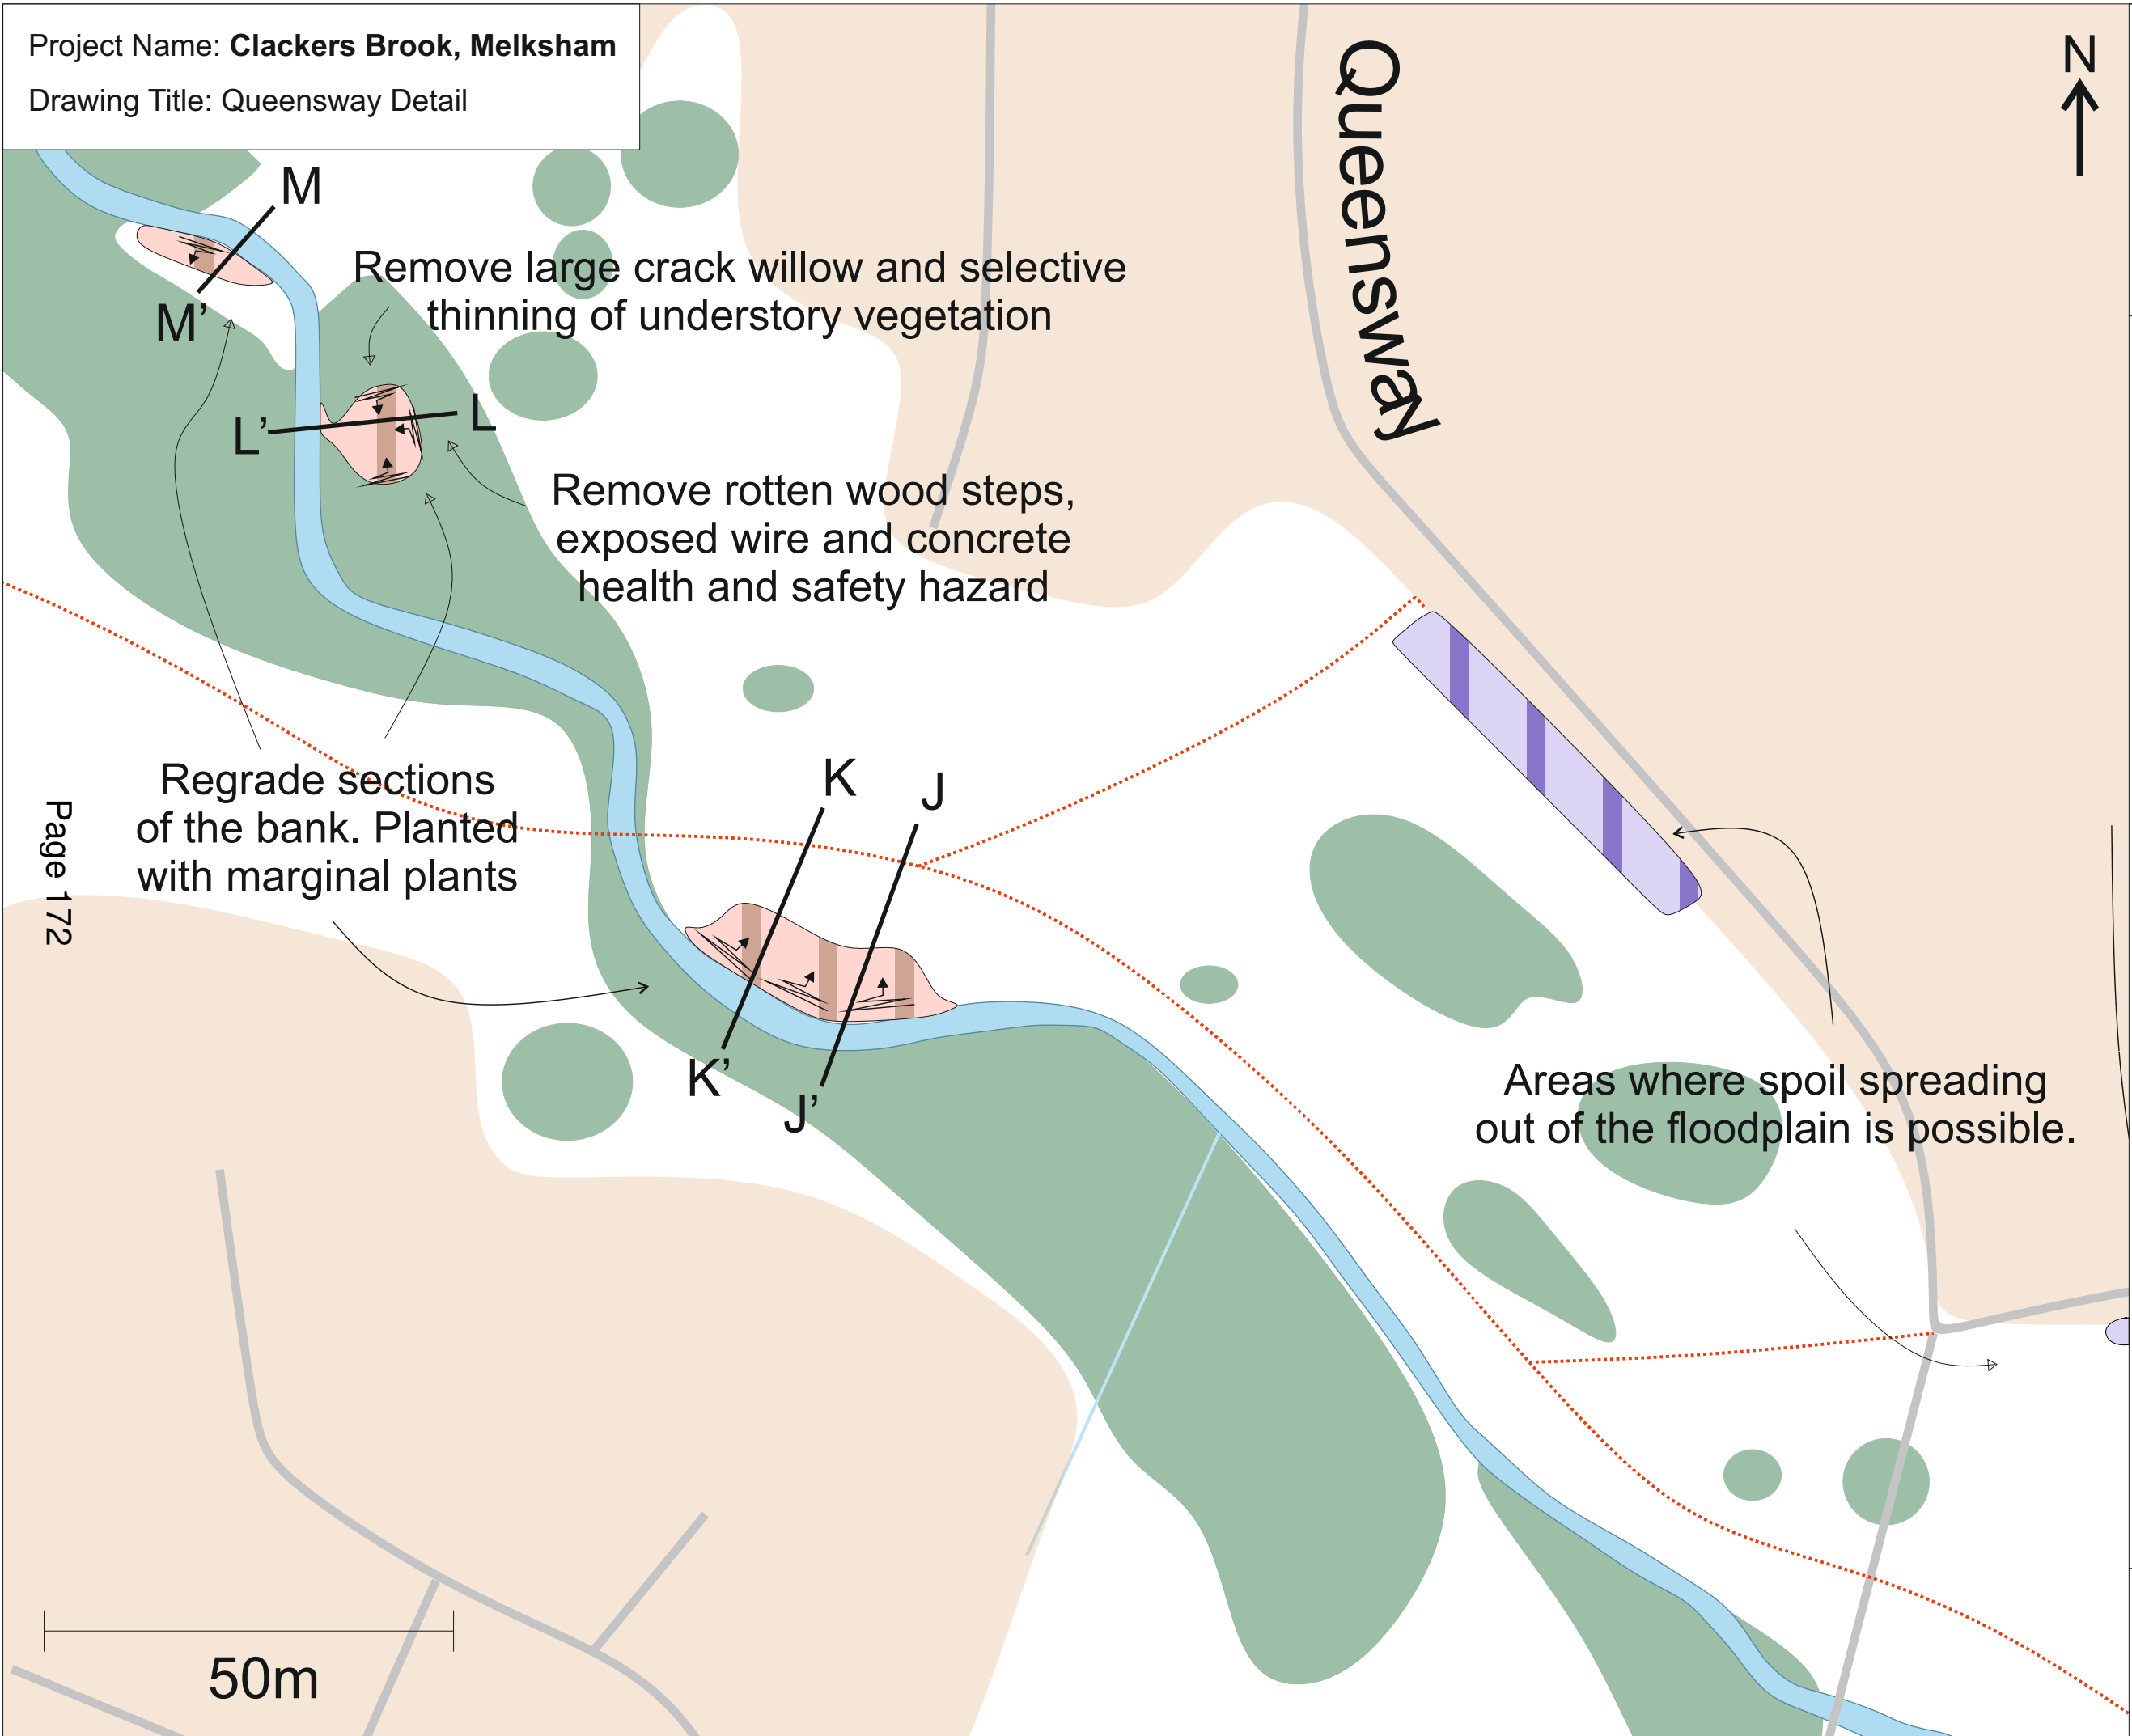 Project Name: Clackers Brook, Melksham
Drawing Title: Queensway Detail
N
Queensway
M
M’
Remove large crack willow and selective
thinning of understory vegetation
L’
L
Remove rotten wood steps,
exposed wire and concrete
health and safety hazard
Regrade sections
of the bank. Planted
with marginal plants
Page 172
K
J
K’
J’
Areas where spoil spreading
out of the floodplain is possible.
50m